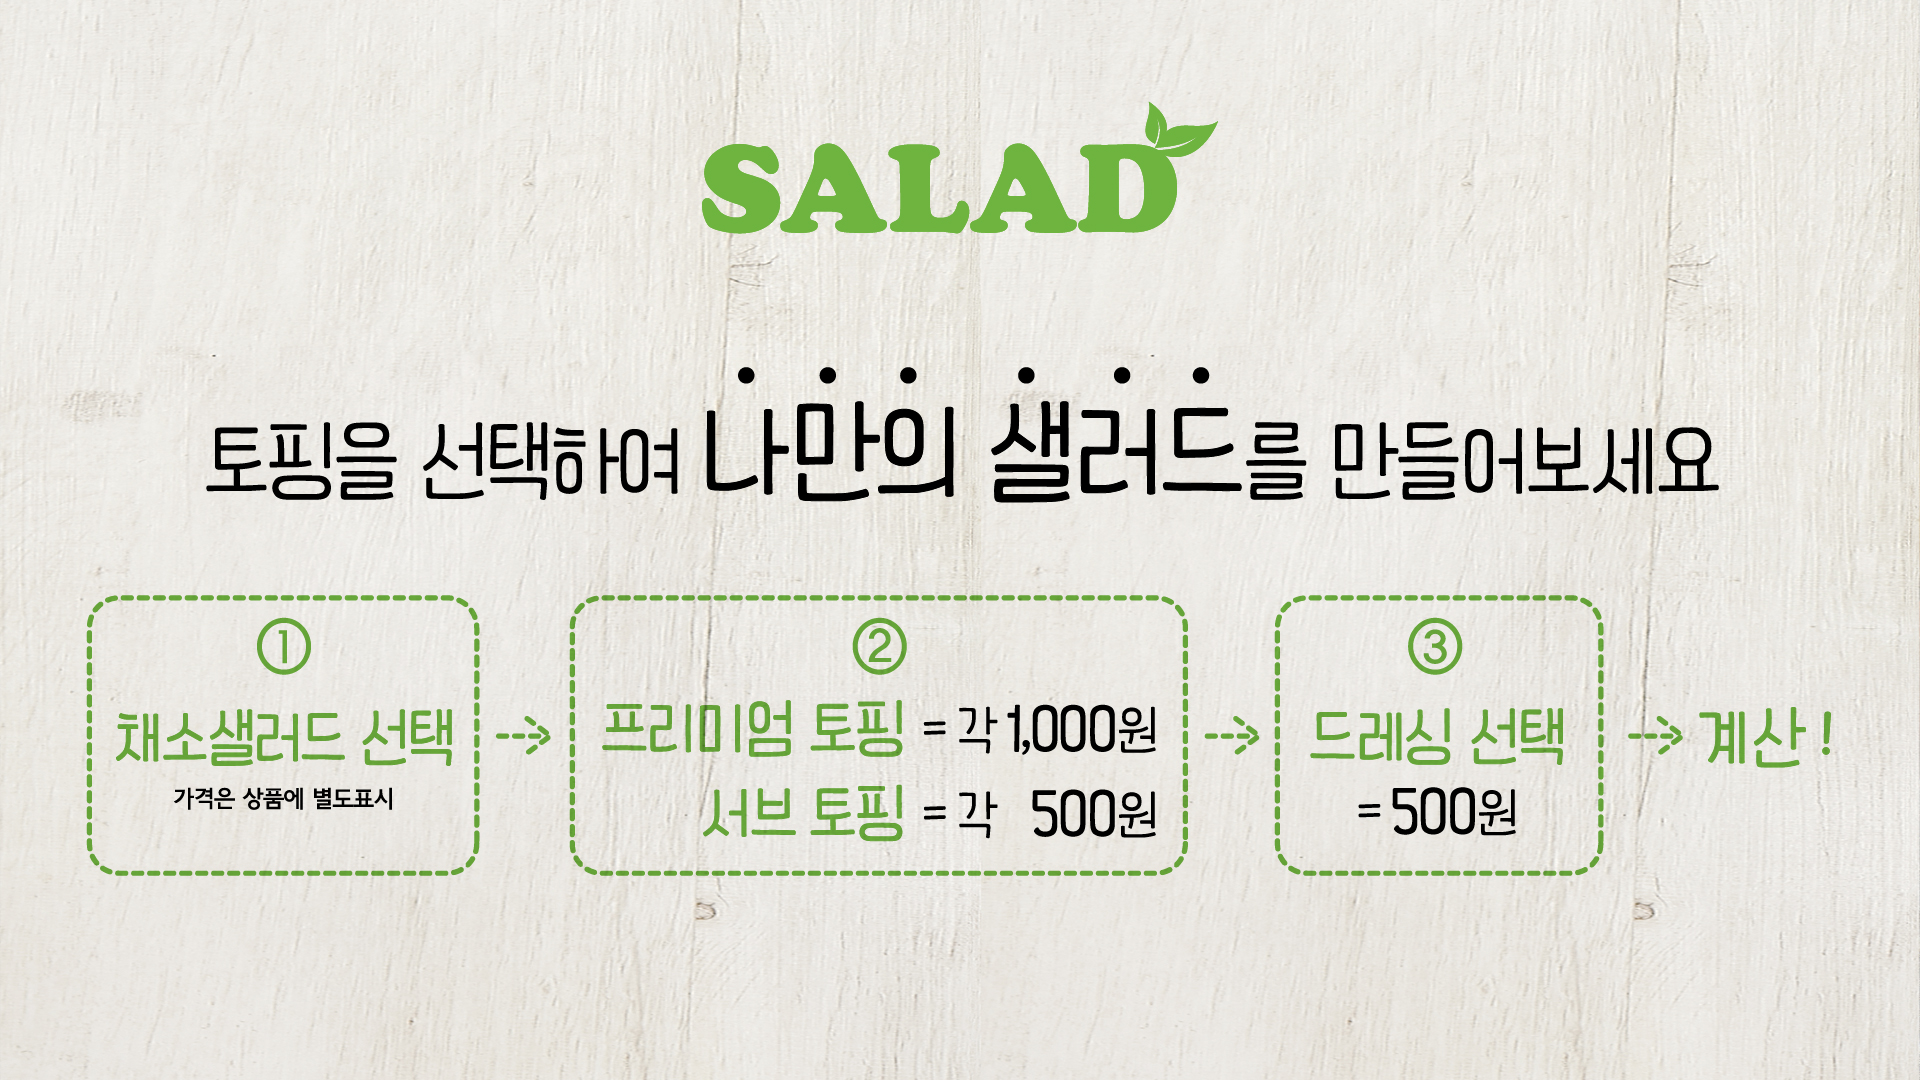 SALAD
토핑을 선택하여 나만의 샐러드를 만들어보세요
①
채소샐러드 선택
가격은 상품에 별도표시
②
프리미엄 토핑 = 각 1,000원
서브 토핑 = 각 500원
③
드레싱 선택
= 500원
계산 !